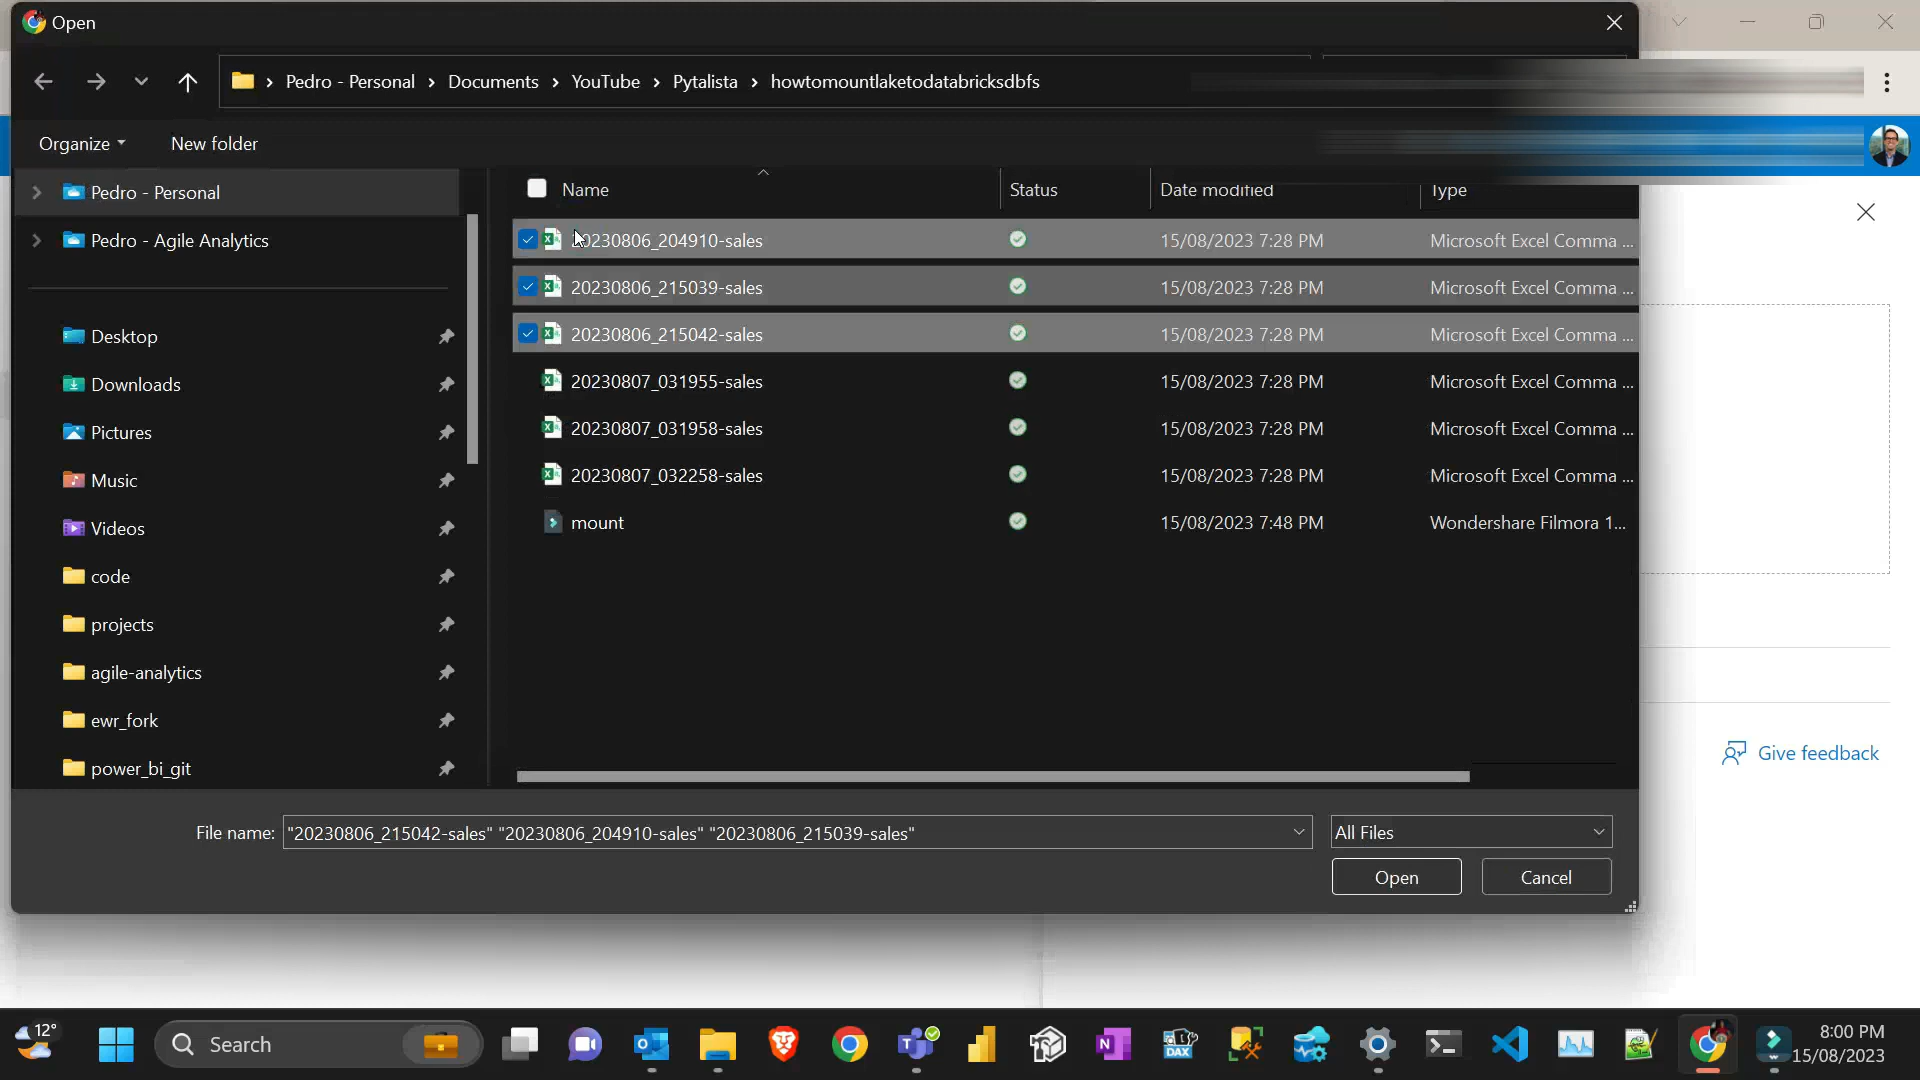 Open
Pedro - Personal > Documents > YouTube > Pytalista > howtomountlaketodatabricksdbfs
Organize New folder
Name Status Date modified Type
Pedro - Personal
Pedro - Agile Analytics
Desktop
Downloads
Pictures
Music
Videos
code
projects
agile-analytics
ewr_fork
power_bi_git
20230806_204910-sales 15/08/2023 7:28 PM Microsoft Excel Comma ...
20230806_215039-sales 15/08/2023 7:28 PM Microsoft Excel Comma ...
20230806_215042-sales 15/08/2023 7:28 PM Microsoft Excel Comma ...
20230807_031955-sales 15/08/2023 7:28 PM Microsoft Excel Comma ...
20230807_031958-sales 15/08/2023 7:28 PM Microsoft Excel Comma ...
20230807_032258-sales 15/08/2023 7:28 PM Microsoft Excel Comma ...
mount 15/08/2023 7:48 PM Wondershare Filmora 1...
Give feedback
File name: "20230806_215042-sales" "20230806_204910-sales" "20230806_215039-sales" All Files
Open Cancel
12°
Search
DAX
8:00 PM
15/08/2023